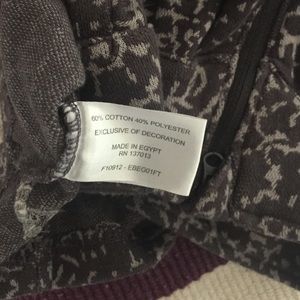 60% COTTON 40% POLYESTER
EXCLUSIVE OF DECORATION
MADE IN EGYPT
RN 137013
F10912 - EBEG01FT